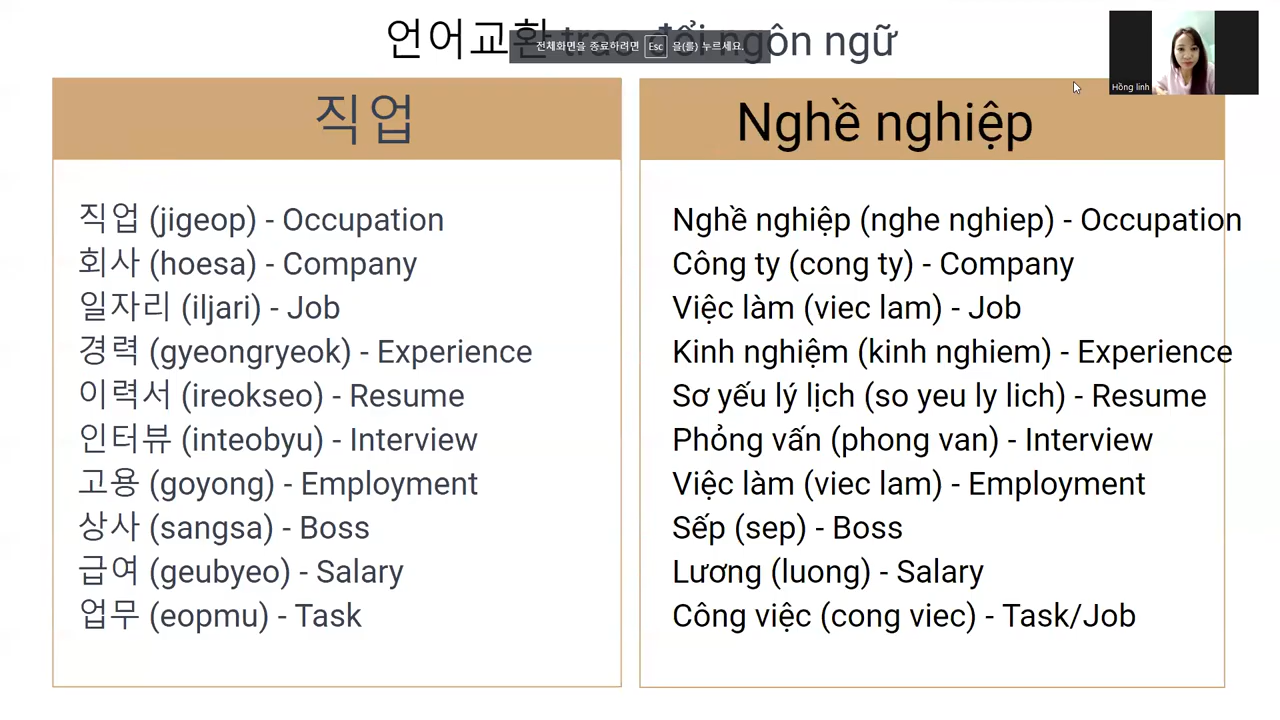 언어교환 trao đổi ngôn ngữ
전체화면을 종료하려면 Esc 을(를) 누르세요.
Hồng linh
직업
직업 (jigeop) - Occupation
회사 (hoesa) - Company
일자리 (iljari) - Job
경력 (gyeongryeok) - Experience
이력서 (ireokseo) - Resume
인터뷰 (inteobyu) - Interview
고용 (goyong) - Employment
상사 (sangsa) - Boss
급여 (geubyeo) - Salary
업무 (eopmu) - Task
Nghề nghiệp
Nghề nghiệp (nghe nghiep) - Occupation
Công ty (cong ty) - Company
Việc làm (viec lam) - Job
Kinh nghiệm (kinh nghiem) - Experience
Sơ yếu lý lịch (so yeu ly lich) - Resume
Phỏng vấn (phong van) - Interview
Việc làm (viec lam) - Employment
Sếp (sep) - Boss
Lương (luong) - Salary
Công việc (cong viec) - Task/Job